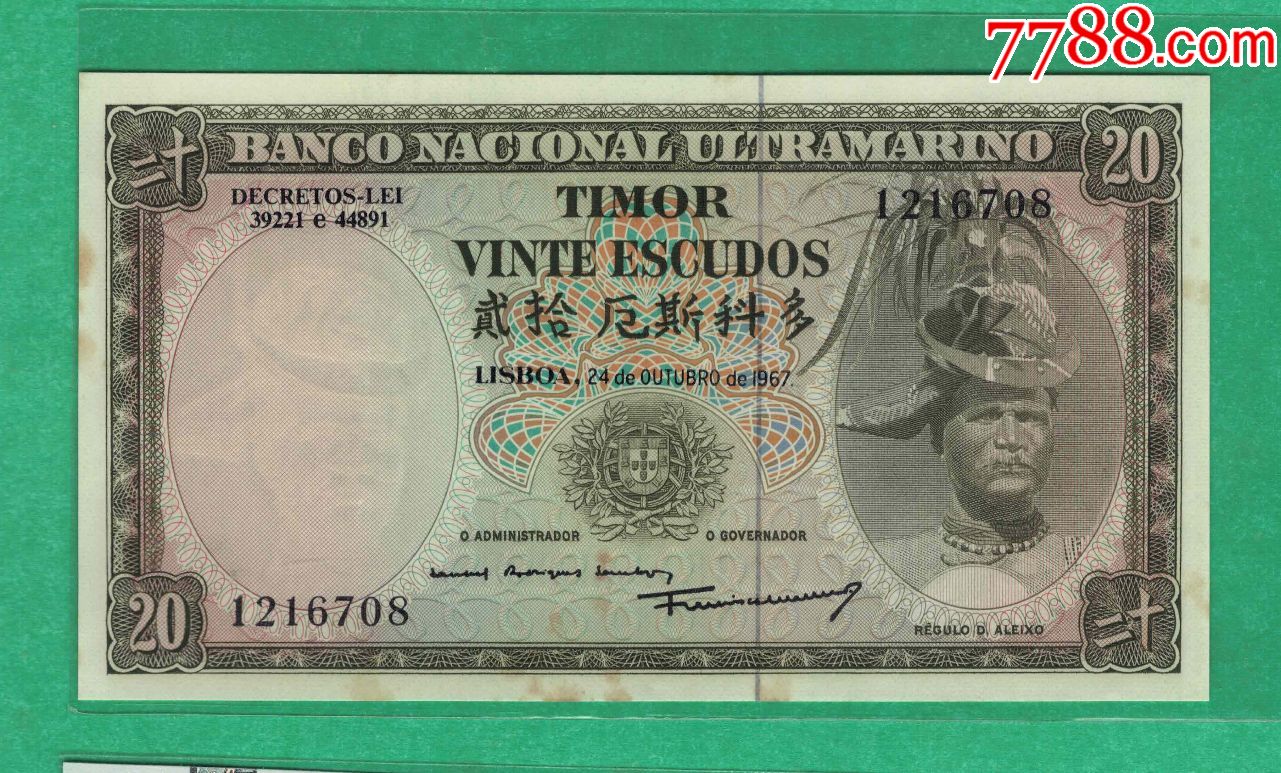 7788.com
二十 BANCO NACIONAL ULTRAMARINO 20
DECRETOS-LEI
39221 e 44891
TIMOR
1216708
VINTE ESCUDOS
貳拾厄斯科多
LISBOA, 24 de OUTUBRO de 1967.
O ADMINISTRADOR O GOVERNADOR
20 1216708
RÉGULO D. ALEIXO
二十